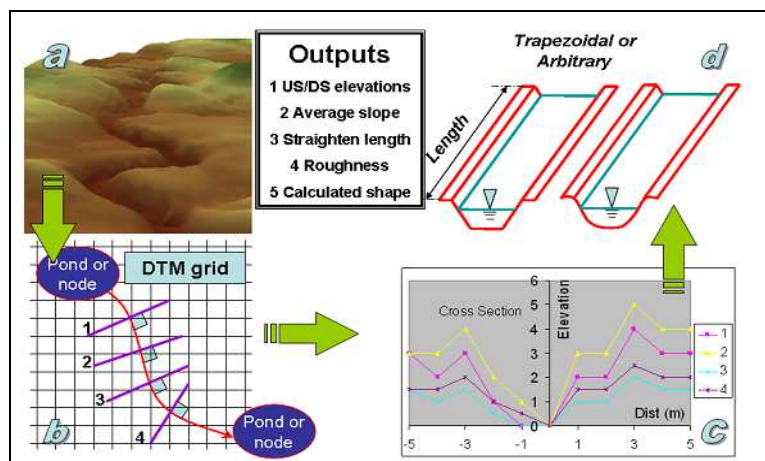 a
Outputs
1 US/DS elevations
2 Average slope
3 Straighten length
4 Roughness
5 Calculated shape
Trapezoidal or
Arbitrary
d
Length
Pond or
node
DTM grid
1
2
3
4
b
Pond or
node
Cross Section
Elevation
6
5
4
3
2
1
0
Dist (m)
-5
-3
-1
1
3
5
1
2
3
4
c